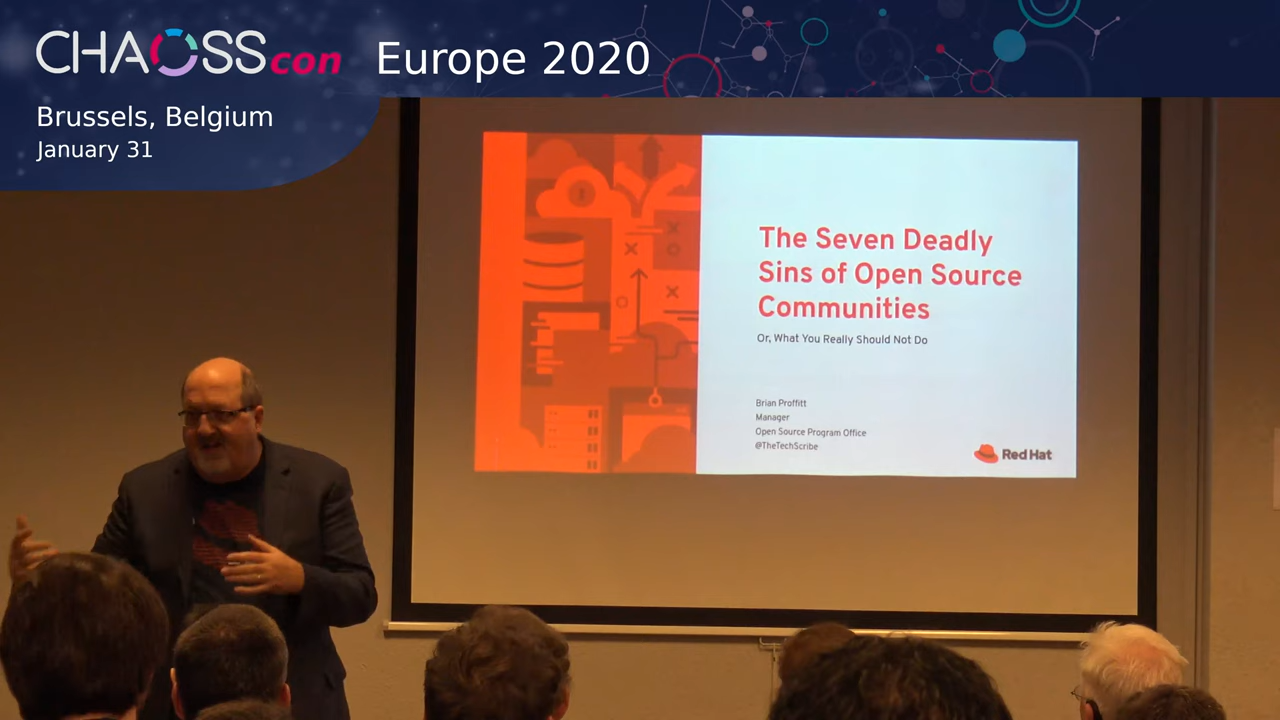 CHAOSScon Europe 2020
Brussels, Belgium
January 31
The Seven Deadly
Sins of Open Source
Communities
Or, What You Really Should Not Do
Brian Proffitt
Manager
Open Source Program Office
@TheTechScribe
Red Hat